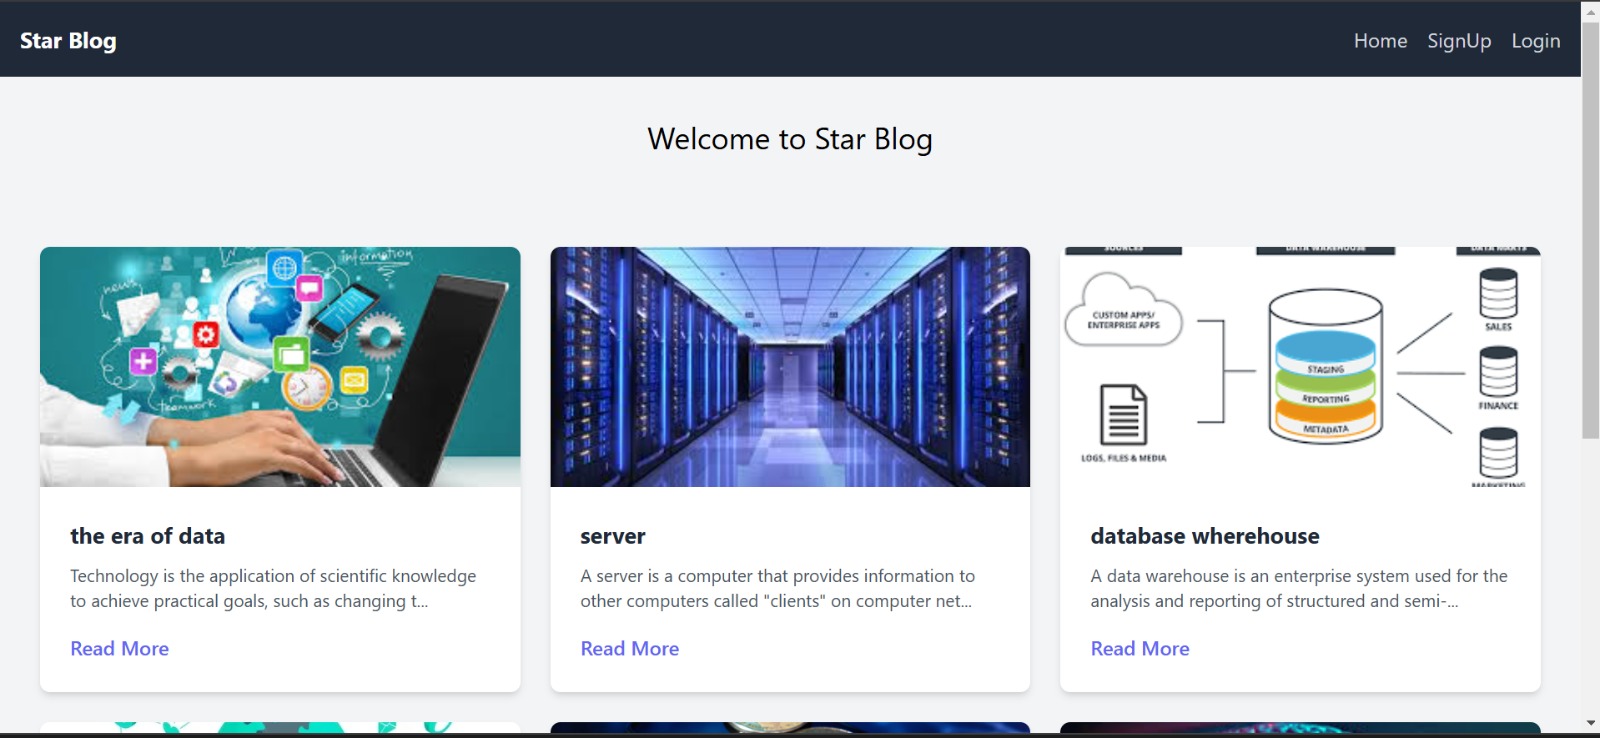 Star Blog
Home SignUp Login
Welcome to Star Blog
news
information
teamwork
SOURCES
DATA WAREHOUSE
DATA MARTS
CUSTOM APPS/
ENTERPRISE APPS
LOGS, FILES & MEDIA
STAGING
REPORTING
METADATA
SALES
FINANCE
MARKETING
the era of data
Technology is the application of scientific knowledge
to achieve practical goals, such as changing t...
Read More
server
A server is a computer that provides information to
other computers called "clients" on computer net...
Read More
database wherehouse
A data warehouse is an enterprise system used for the
analysis and reporting of structured and semi-...
Read More